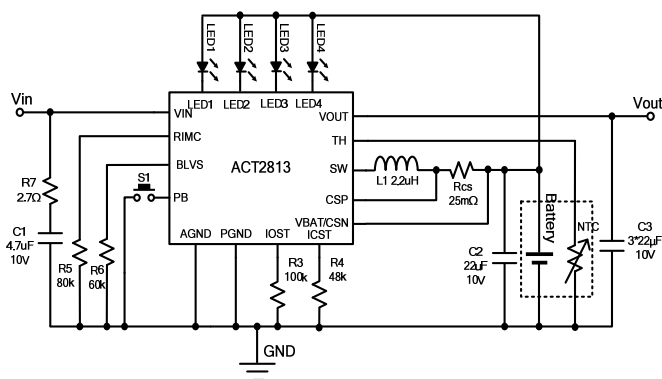 LED1
LED2
LED3
LED4
Vin
Vout
LED1 LED2 LED3 LED4
VIN
VOUT
RIMC
TH
BLVS
SW
ACT2813
L1 2.2uH
Rcs
25mΩ
S1
PB
CSP
VBAT/CSN
AGND PGND IOST ICST
R7
2.7Ω
C1
4.7uF
10V
R5
80k
R6
60k
R3
100k
R4
48k
C2
22μF
10V
Battery
NTC
C3
3*22μF
10V
GND